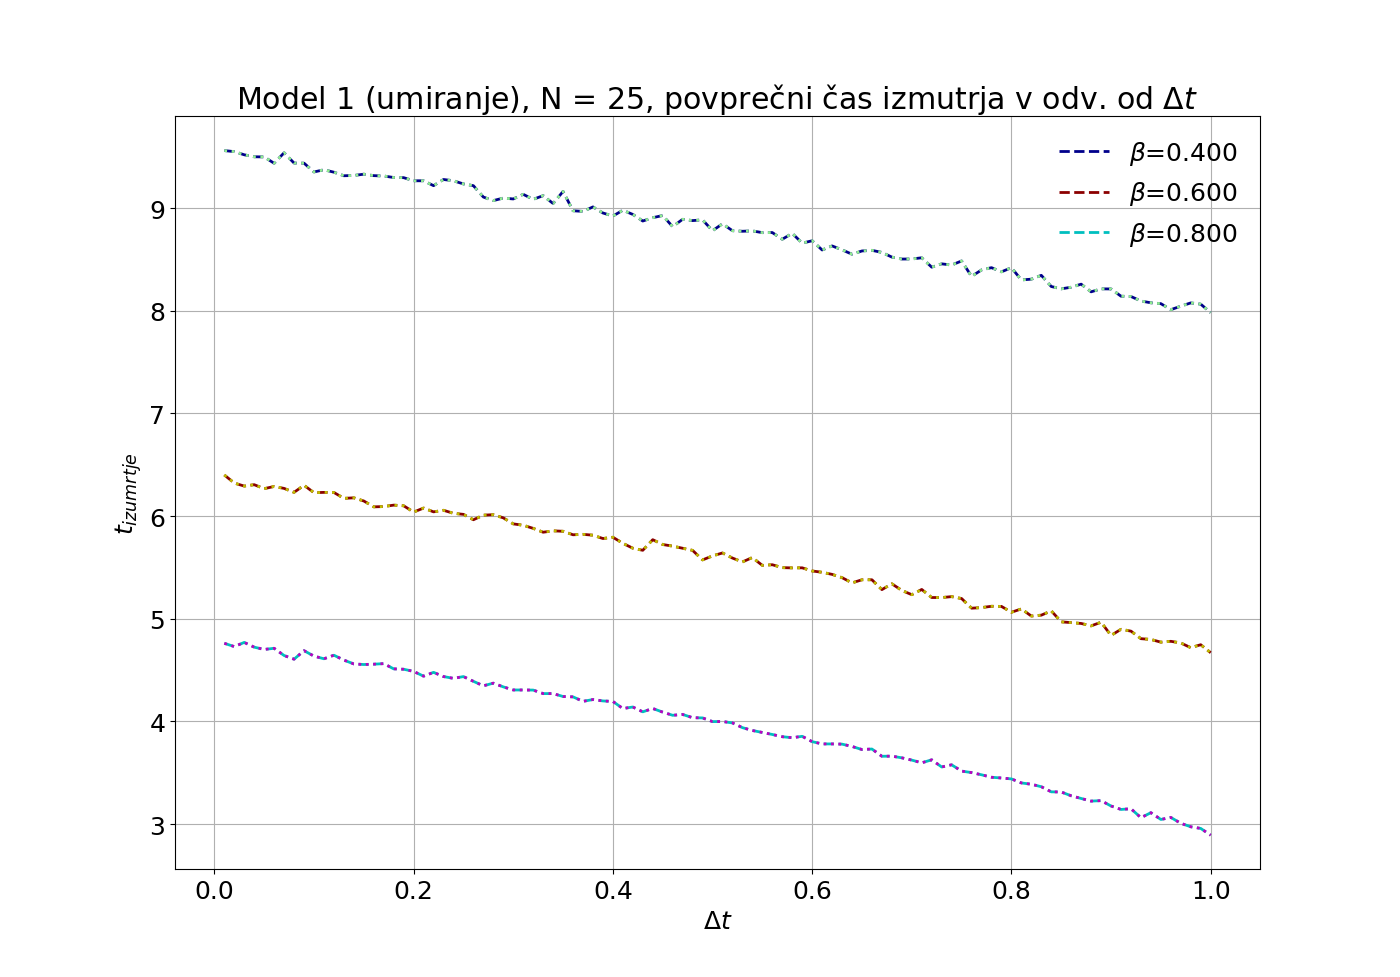 Model 1 (umiranje), N = 25, povprečni čas izmutrja v odv. od Δt
β=0.400
β=0.600
β=0.800
9
8
7
6
5
4
3
t_izumrtje
0.0 0.2 0.4 0.6 0.8 1.0
Δt